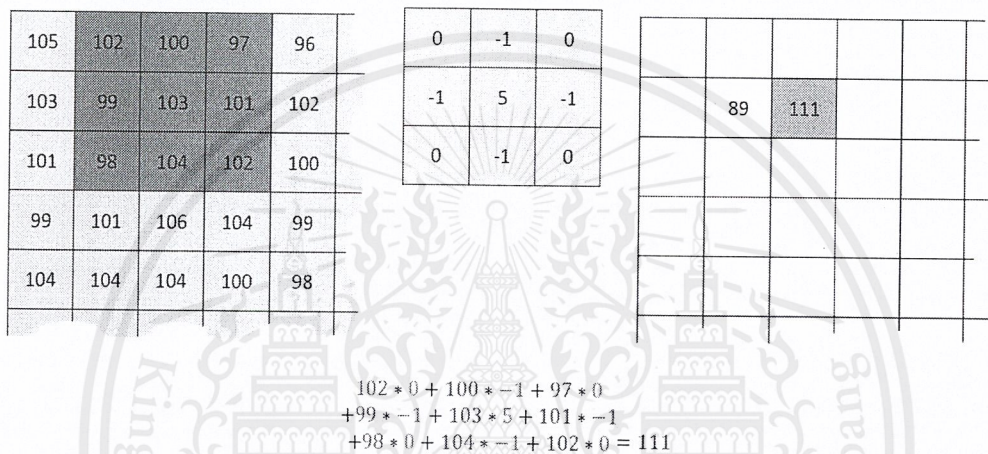 105 102 100 97 96
103 99 103 101 102
101 98 104 102 100
99 101 106 104 99
104 104 104 100 98
0 -1 0
-1 5 -1
0 -1 0
89 111
King
bang
102 * 0 + 100 * −1 + 97 * 0
+99 * −1 + 103 * 5 + 101 * −1
+98 * 0 + 104 * −1 + 102 * 0 = 111